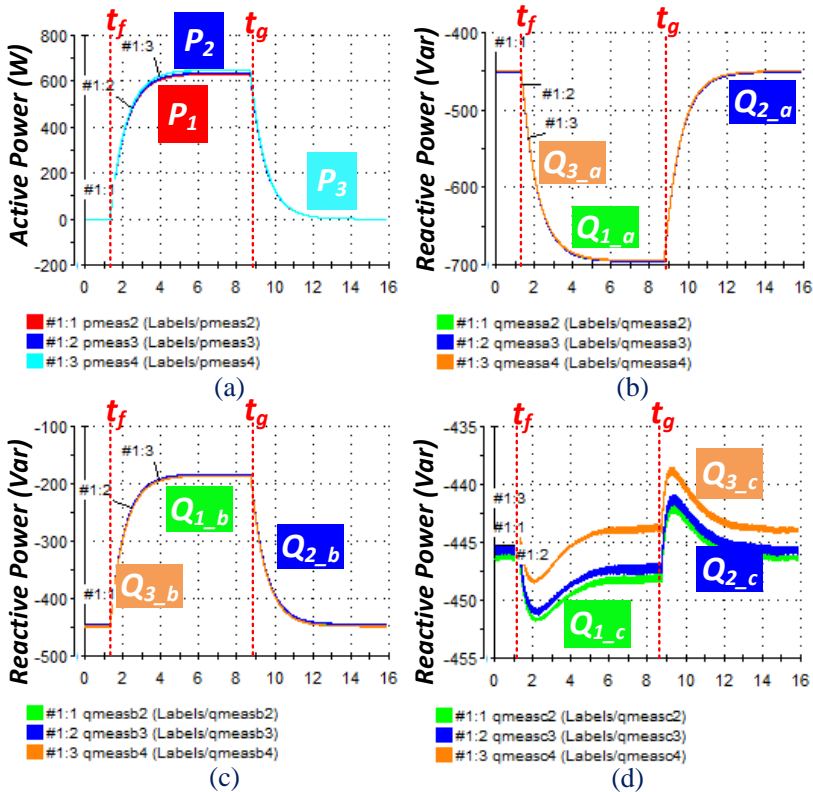 t_f
t_g
Active Power (W)
800
600
400
200
0
-200
#1:3
#1:2
#1:1
P_2
P_1
P_3
0 2 4 6 8 10 12 14 16
#1:1 pmeas2 (Labels/pmeas2)
#1:2 pmeas3 (Labels/pmeas3)
#1:3 pmeas4 (Labels/pmeas4)
(a)
t_f
t_g
Reactive Power (Var)
-400
-500
-600
-700
#1:1
#1:2
#1:3
Q_2_a
Q_3_a
Q_1_a
0 2 4 6 8 10 12 14 16
#1:1 qmeasa2 (Labels/qmeasa2)
#1:2 qmeasa3 (Labels/qmeasa3)
#1:3 qmeasa4 (Labels/qmeasa4)
(b)
t_f
t_g
Reactive Power (Var)
-100
-200
-300
-400
-500
#1:3
#1:2
#1:1
Q_1_b
Q_2_b
Q_3_b
0 2 4 6 8 10 12 14 16
#1:1 qmeasb2 (Labels/qmeasb2)
#1:2 qmeasb3 (Labels/qmeasb3)
#1:3 qmeasb4 (Labels/qmeasb4)
(c)
t_f
t_g
Reactive Power (Var)
-435
-440
-445
-450
-455
#1:3
#1:1
#1:2
Q_3_c
Q_2_c
Q_1_c
0 2 4 6 8 10 12 14 16
#1:1 qmeasc2 (Labels/qmeasc2)
#1:2 qmeasc3 (Labels/qmeasc3)
#1:3 qmeasc4 (Labels/qmeasc4)
(d)